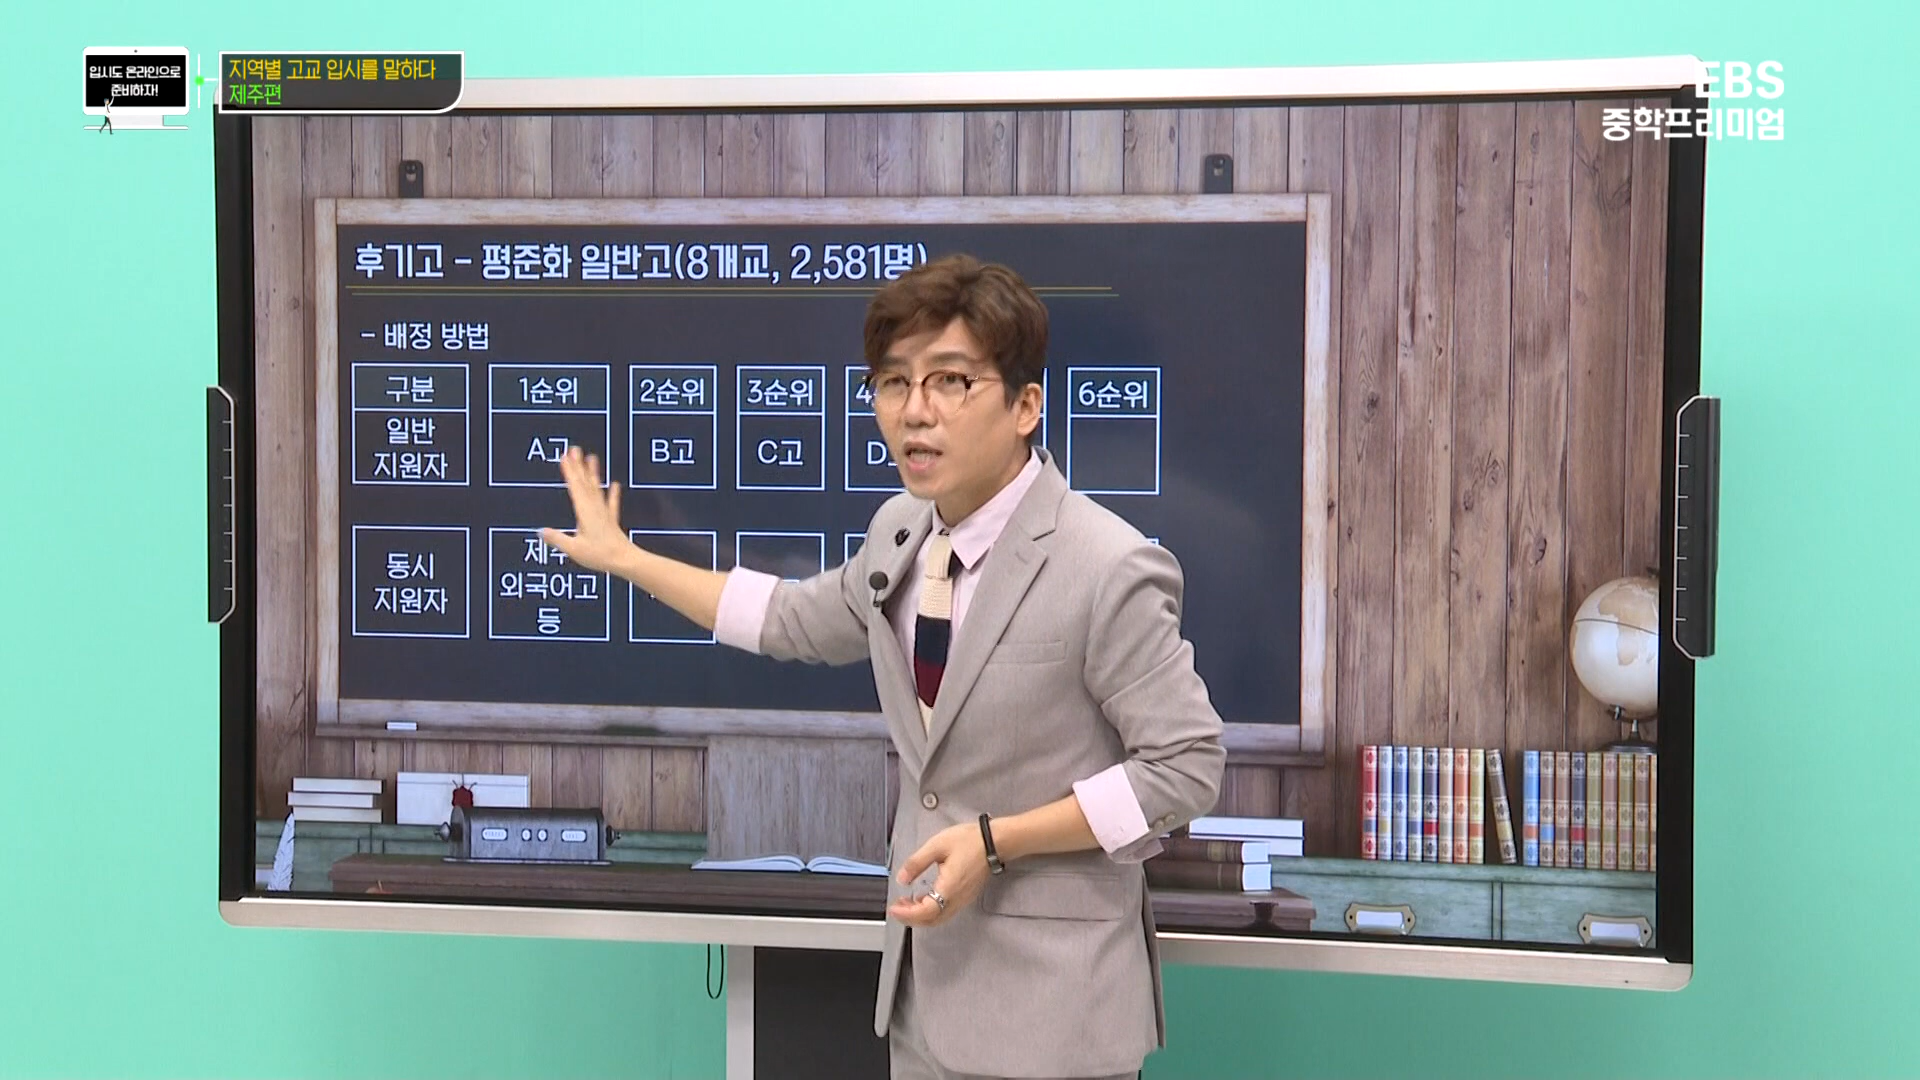 입시도 온라인으로
준비하자!
지역별 고교 입시를 말하다
제주편
EBS
중학프리미엄
후기고 - 평준화 일반고(8개교, 2,581명)
- 배정 방법
구분 1순위 2순위 3순위 6순위
일반
지원자
A고 B고 C고
동시
지원자
제주
외국어고
등